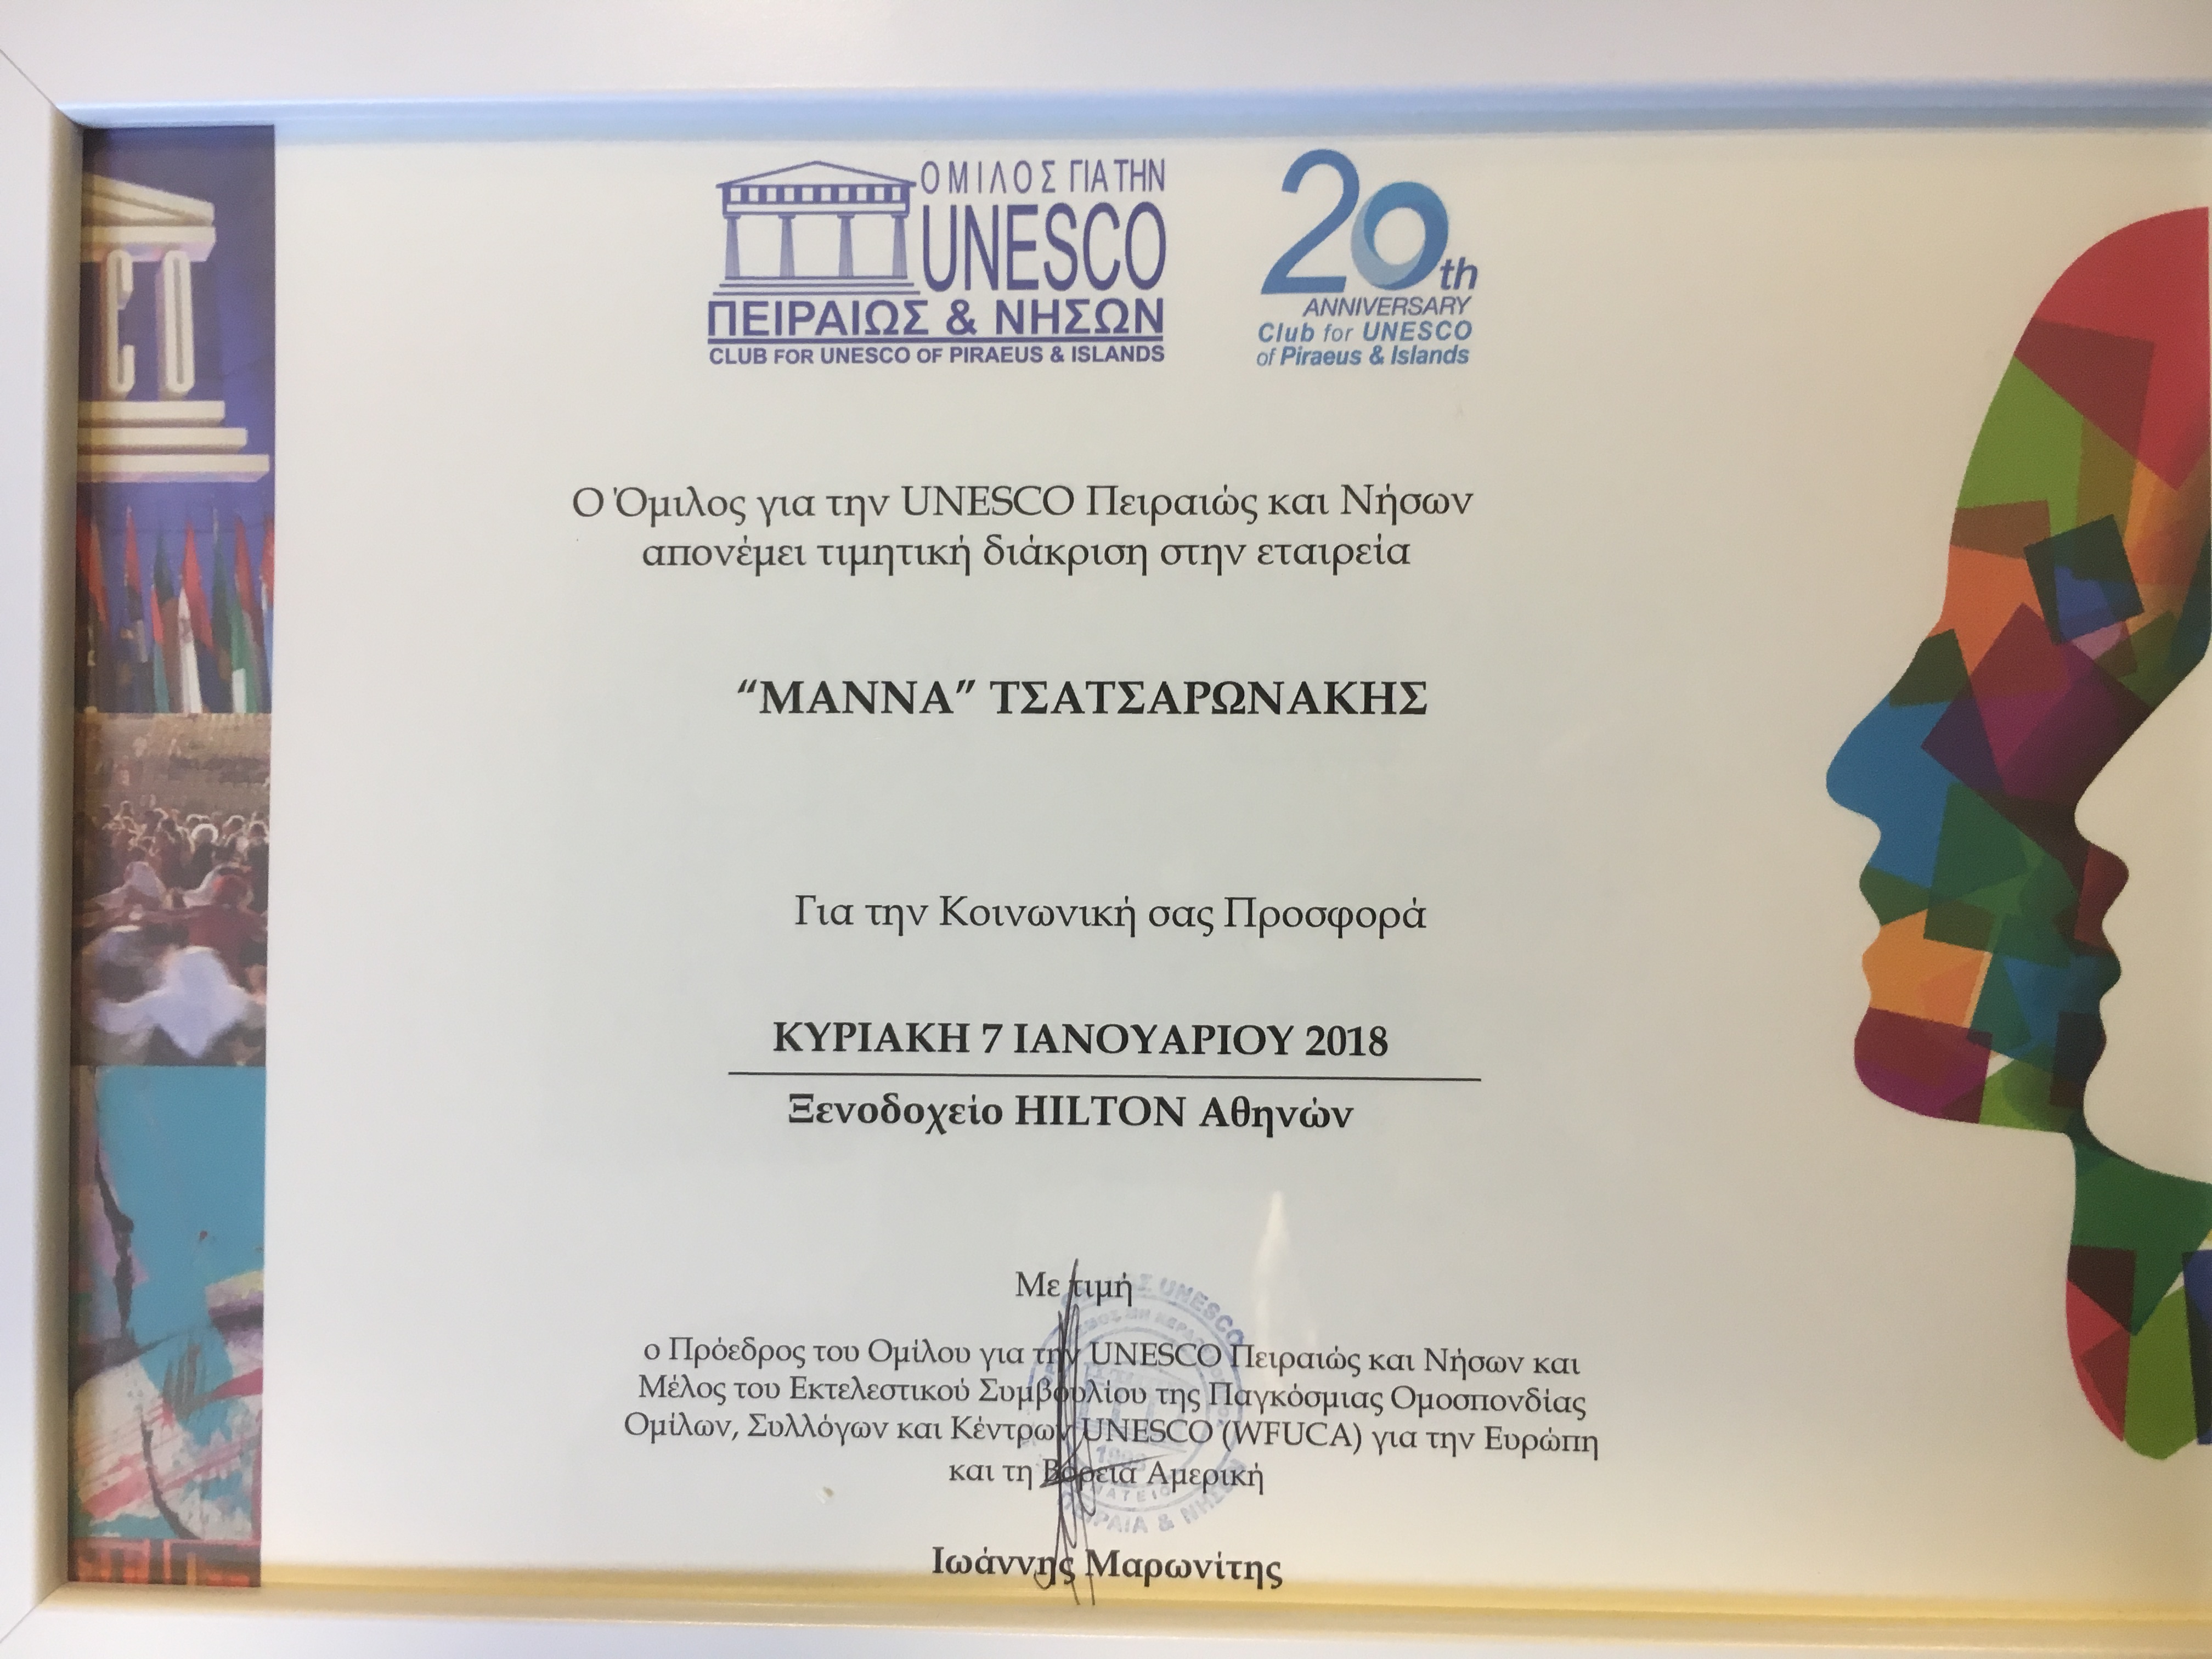 ΟΜΙΛΟΣ ΓΙΑ ΤΗΝ
UNESCO
ΠΕΙΡΑΙΩΣ & ΝΗΣΩΝ
CLUB FOR UNESCO OF PIRAEUS & ISLANDS
20th
ANNIVERSARY
Club for UNESCO
of Piraeus & Islands
Ο Όμιλος για την UNESCO Πειραιώς και Νήσων
απονέμει τιμητική διάκριση στην εταιρεία
“ΜΑΝΝΑ” ΤΣΑΤΣΑΡΩΝΑΚΗΣ
Για την Κοινωνική σας Προσφορά
ΚΥΡΙΑΚΗ 7 ΙΑΝΟΥΑΡΙΟΥ 2018
Ξενοδοχείο HILTON Αθηνών
Με τιμή
ο Πρόεδρος του Ομίλου για την UNESCO Πειραιώς και Νήσων και
Μέλος του Εκτελεστικού Συμβουλίου της Παγκόσμιας Ομοσπονδίας
Ομίλων, Συλλόγων και Κέντρων UNESCO (WFUCA) για την Ευρώπη
και τη Βόρεια Αμερική
Ιωάννης Μαρωνίτης